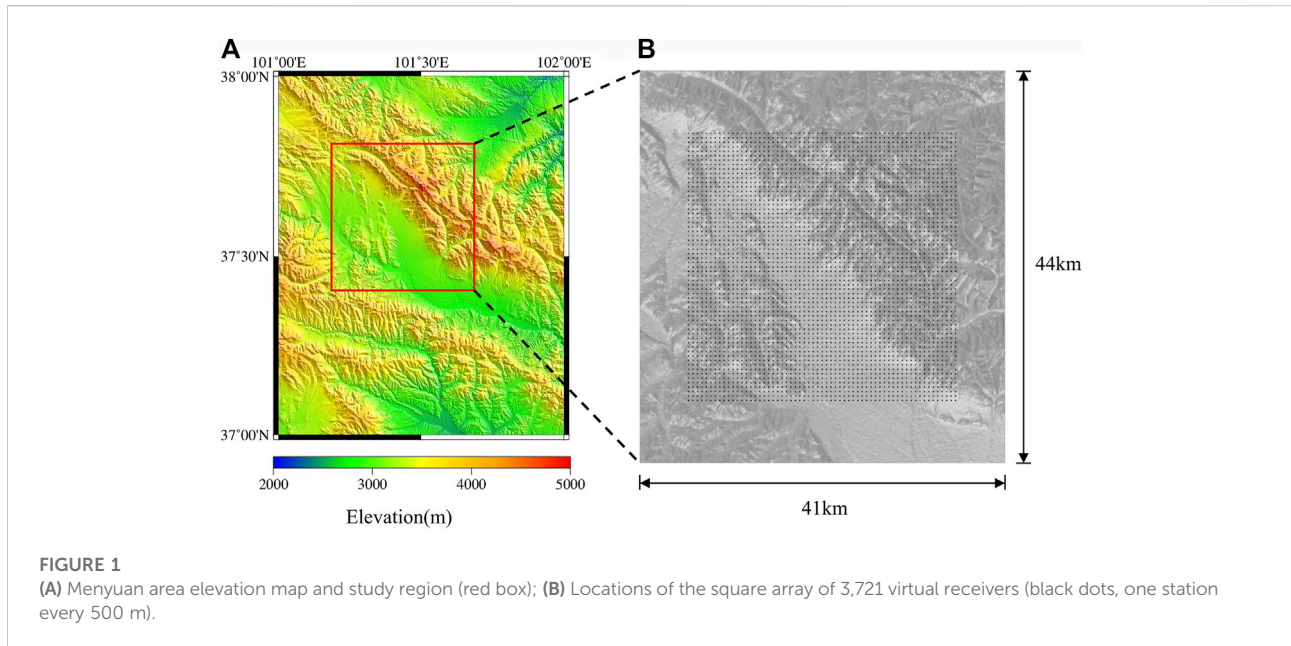 A
B
101°00'E 101°30'E 102°00'E
38°00'N
37°30'N
37°00'N
2000 3000 4000 5000
Elevation(m)
44km
41km
FIGURE 1
(A) Menyuan area elevation map and study region (red box); (B) Locations of the square array of 3,721 virtual receivers (black dots, one station
every 500 m).